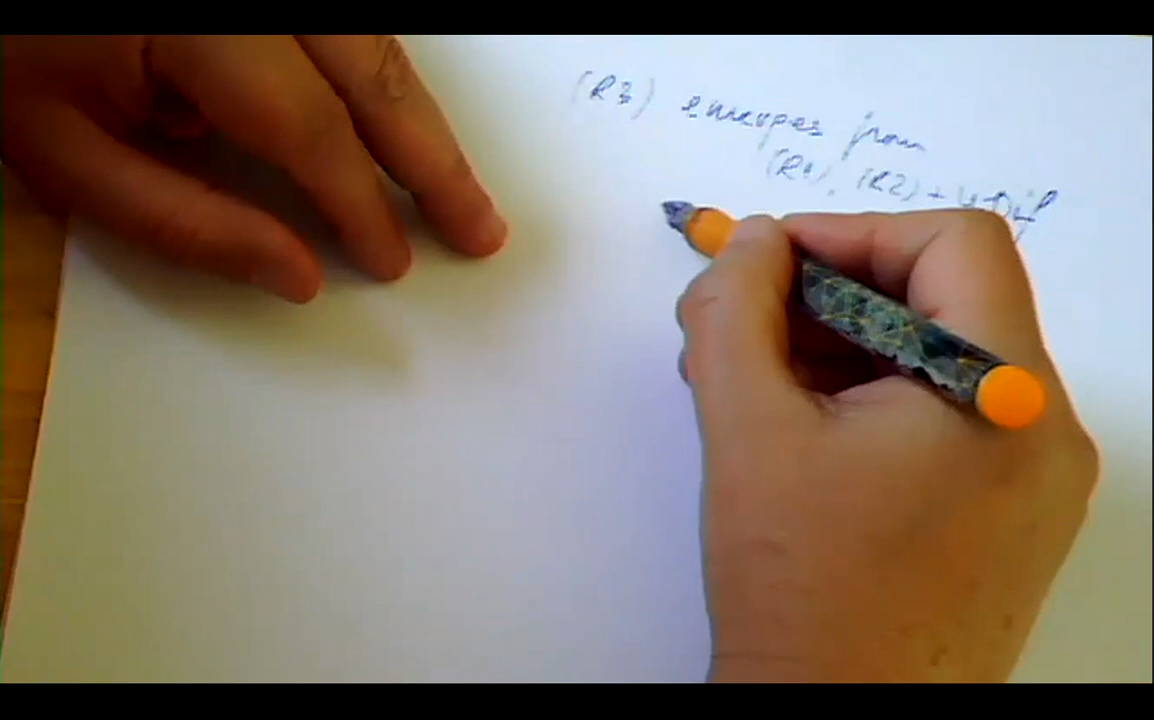 (R3) emerges from
(R1), (R2) +